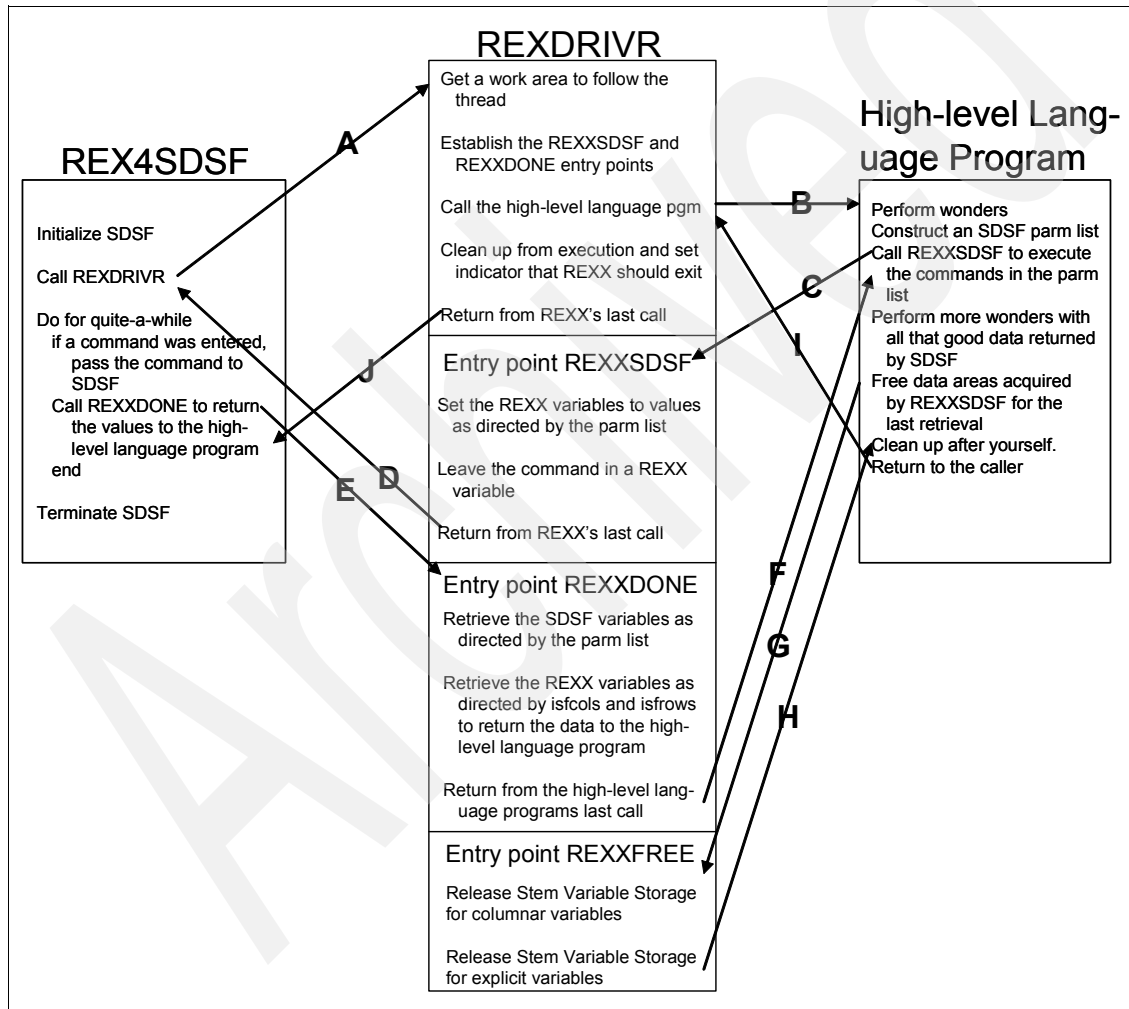 REXDRIVR
Get a work area to follow the
thread
Establish the REXXSDSF and
REXXDONE entry points
Call the high-level language pgm
Clean up from execution and set
indicator that REXX should exit
Return from REXX's last call
Entry point REXXSDSF
Set the REXX variables to values
as directed by the parm list
Leave the command in a REXX
variable
Return from REXX's last call
Entry point REXXDONE
Retrieve the SDSF variables as
directed by the parm list
Retrieve the REXX variables as
directed by isfcols and isfrows
to return the data to the high-
level language program
Return from the high-level lang-
uage programs last call
Entry point REXXFREE
Release Stem Variable Storage
for columnar variables
Release Stem Variable Storage
for explicit variables
REX4SDSF
Initialize SDSF
Call REXDRIVR
Do for quite-a-while
if a command was entered,
pass the command to
SDSF
Call REXXDONE to return
the values to the high-
level language program
end
Terminate SDSF
High-level Lang-
uage Program
Perform wonders
Construct an SDSF parm list
Call REXXSDSF to execute
the commands in the parm
list
Perform more wonders with
all that good data returned
by SDSF
Free data areas acquired
by REXXSDSF for the
last retrieval
Clean up after yourself.
Return to the caller
A
B
C
D
E
F
G
H
I
J
Archived